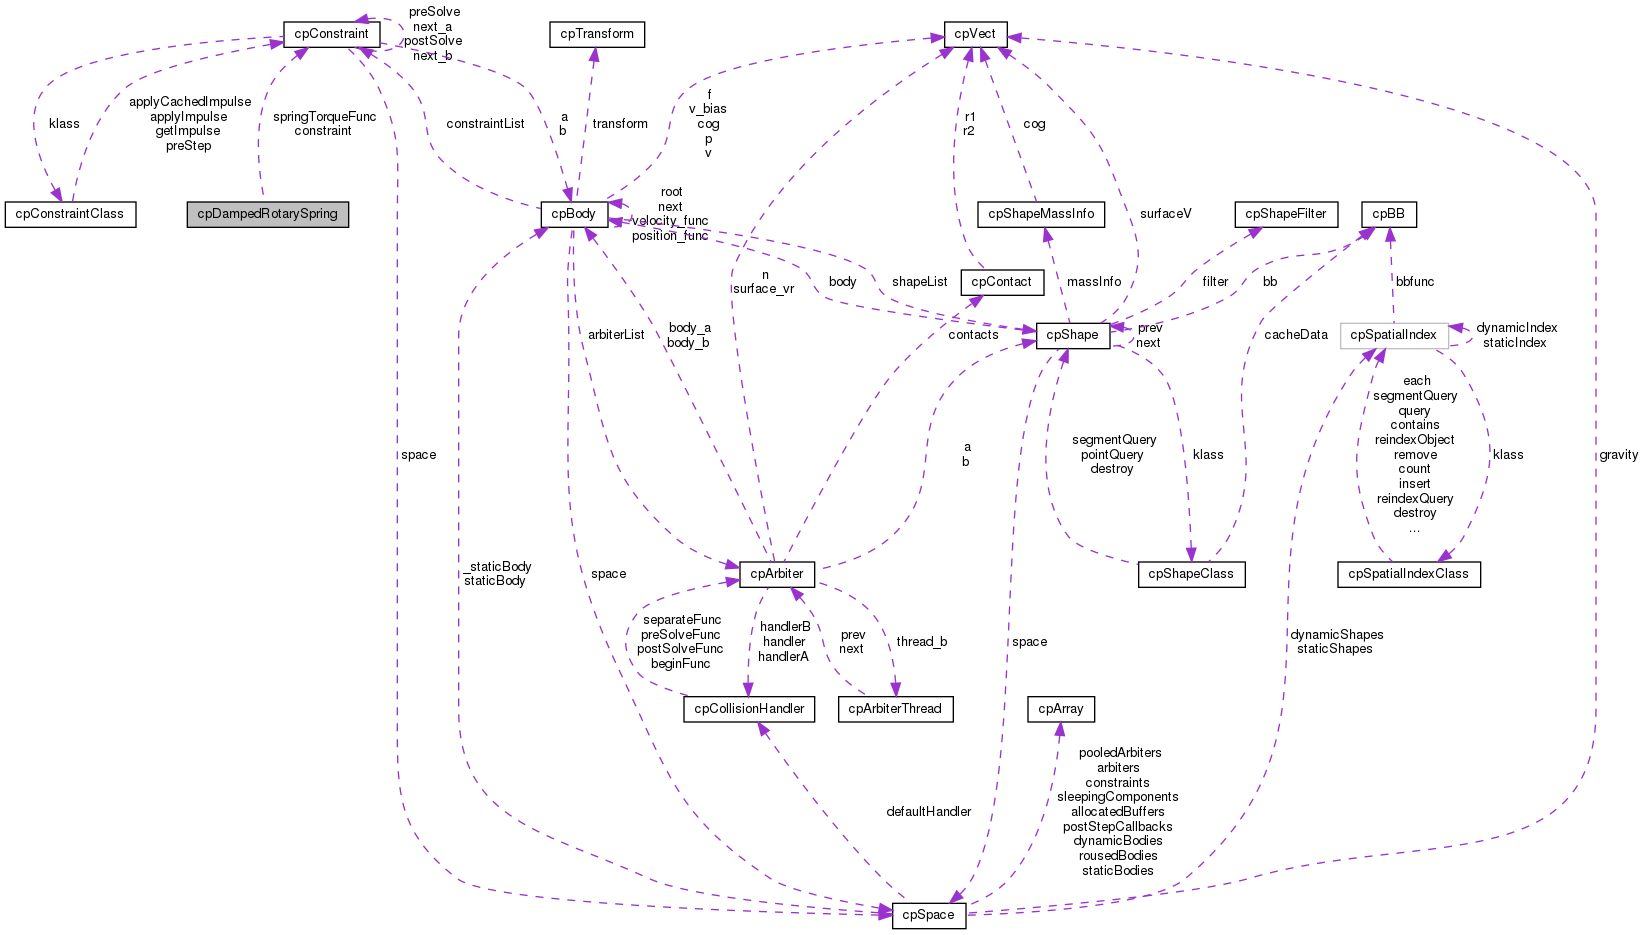 cpConstraint
preSolve
next_a
postSolve
next_b
cpTransform
cpVect
klass
applyCachedImpulse
applyImpulse
getImpulse
preStep
springTorqueFunc
constraint
constraintList
a
b
transform
f
v_bias
cog
p
v
r1
r2
cog
cpConstraintClass
cpDampedRotarySpring
cpBody
root
next
velocity_func
position_func
cpShapeMassInfo
surfaceV
cpShapeFilter
cpBB
n
surface_vr
body
shapeList
cpContact
massInfo
filter
bb
bbfunc
arbiterList
body_a
body_b
contacts
cpShape
prev
next
cacheData
cpSpatialIndex
dynamicIndex
staticIndex
space
a
b
segmentQuery
pointQuery
destroy
klass
each
segmentQuery
query
contains
reindexObject
remove
count
insert
reindexQuery
destroy
...
klass
gravity
_staticBody
staticBody
space
cpArbiter
cpShapeClass
cpSpatialIndexClass
separateFunc
preSolveFunc
postSolveFunc
beginFunc
handlerB
handler
handlerA
prev
next
thread_b
space
dynamicShapes
staticShapes
cpCollisionHandler
cpArbiterThread
cpArray
defaultHandler
pooledArbiters
arbiters
constraints
sleepingComponents
allocatedBuffers
postStepCallbacks
dynamicBodies
rousedBodies
staticBodies
cpSpace